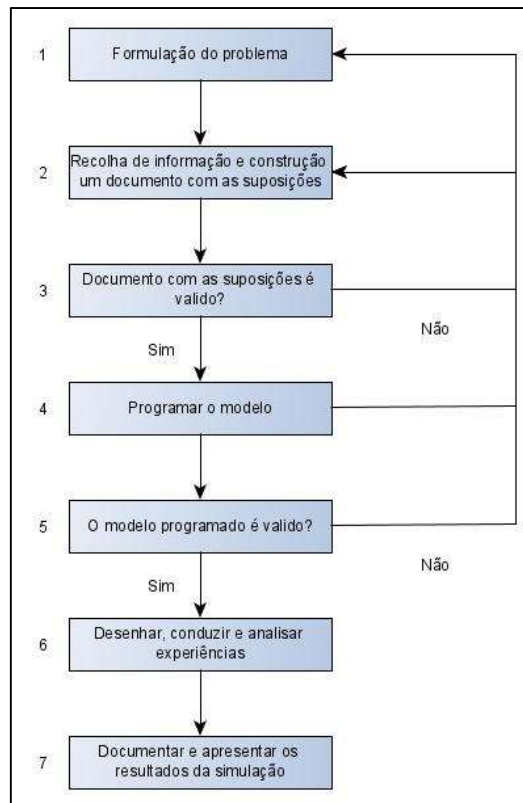 1
Formulação do problema
2
Recolha de informação e construção
um documento com as suposições
3
Documento com as suposições é
valido?
Não
Sim
4
Programar o modelo
5
O modelo programado é valido?
Não
Sim
6
Desenhar, conduzir e analisar
experiências
7
Documentar e apresentar os
resultados da simulação